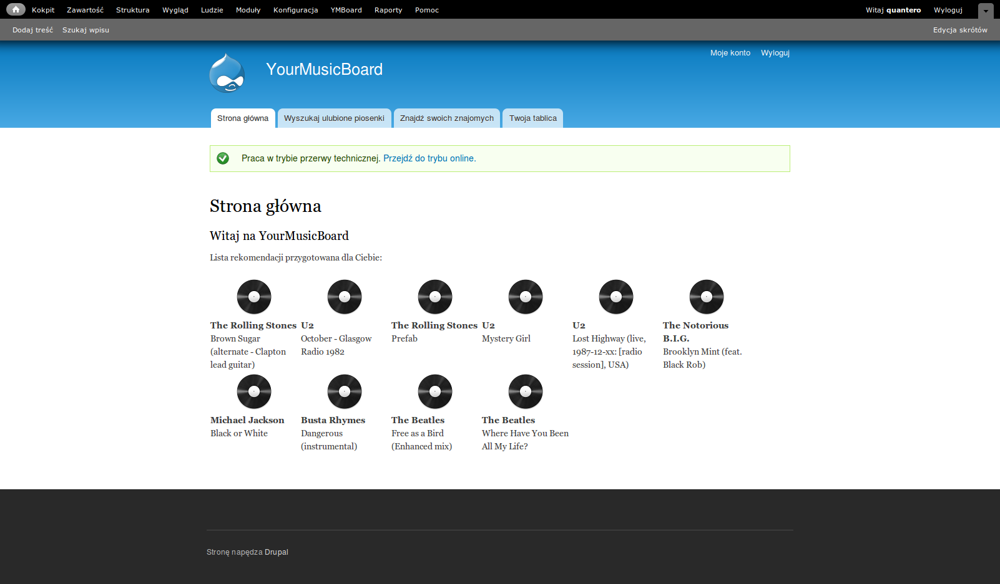 Kokpit Zawartość Struktura Wygląd Ludzie Moduły Konfiguracja YMBoard Raporty Pomoc Witaj quantero Wyloguj
Dodaj treść Szukaj wpisu Edycja skrótów
Moje konto Wyloguj
YourMusicBoard
Strona główna Wyszukaj ulubione piosenki Znajdź swoich znajomych Twoja tablica
Praca w trybie przerwy technicznej. Przejdź do trybu online.
Strona główna
Witaj na YourMusicBoard
Lista rekomendacji przygotowana dla Ciebie:
The Rolling Stones
Brown Sugar
(alternate - Clapton
lead guitar)
U2
October - Glasgow
Radio 1982
The Rolling Stones
Prefab
U2
Mystery Girl
U2
Lost Highway (live,
1987-12-xx: [radio
session], USA)
The Notorious
B.I.G.
Brooklyn Mint (feat.
Black Rob)
Michael Jackson
Black or White
Busta Rhymes
Dangerous
(instrumental)
The Beatles
Free as a Bird
(Enhanced mix)
The Beatles
Where Have You Been
All My Life?
Stronę napędza Drupal